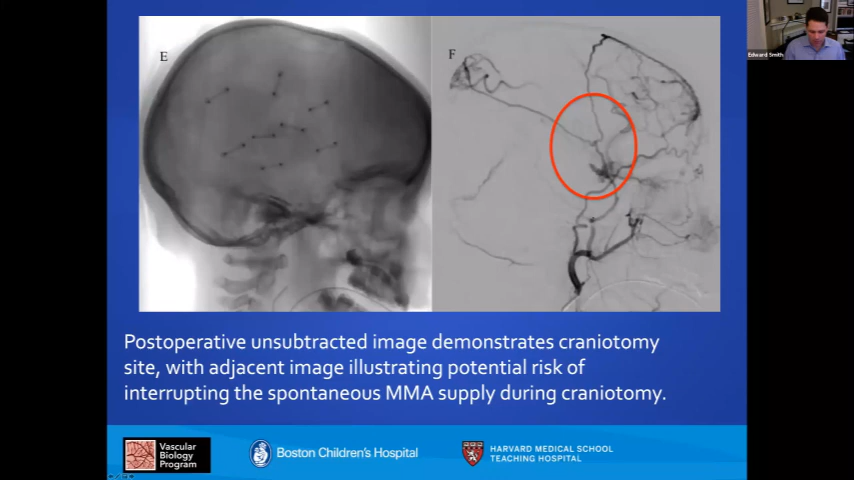 E
F
Edward Smith
Postoperative unsubtracted image demonstrates craniotomy
site, with adjacent image illustrating potential risk of
interrupting the spontaneous MMA supply during craniotomy.
Vascular
Biology
Program
Boston Children's Hospital
HARVARD MEDICAL SCHOOL
TEACHING HOSPITAL